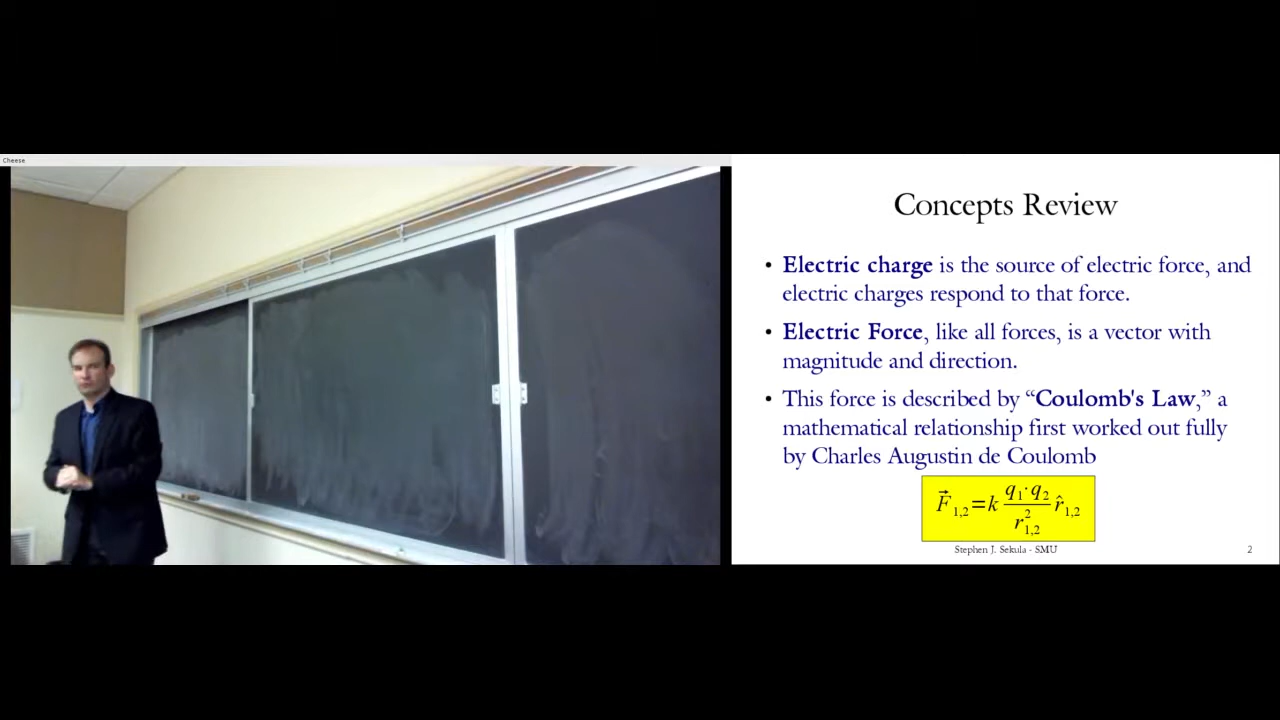 Cheese
Concepts Review
• Electric charge is the source of electric force, and
electric charges respond to that force.
• Electric Force, like all forces, is a vector with
magnitude and direction.
• This force is described by “Coulomb's Law,” a
mathematical relationship first worked out fully
by Charles Augustin de Coulomb
F⃗₁,₂=k q₁·q₂/r²₁,₂ r̂₁,₂
Stephen J. Sekula - SMU 2